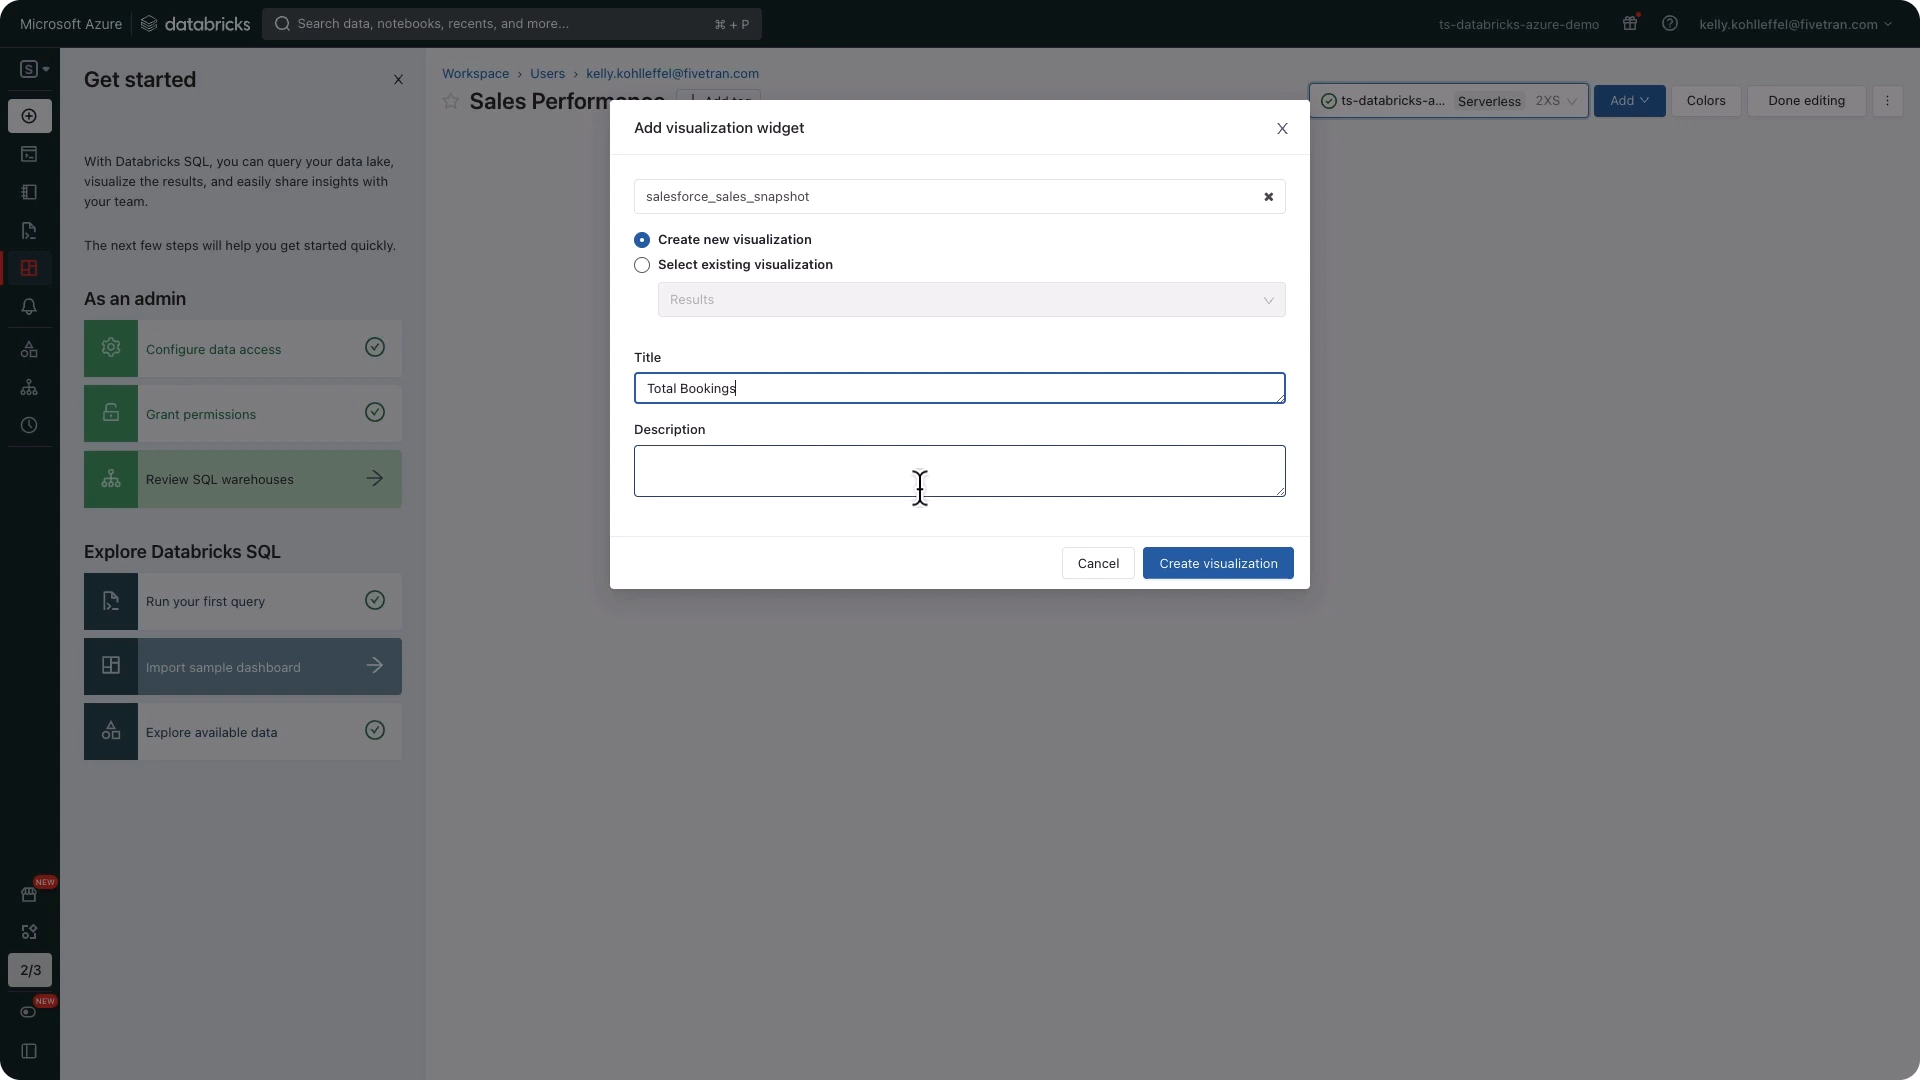 Microsoft Azure
databricks
Search data, notebooks, recents, and more...
⌘ + P
ts-databricks-azure-demo
kelly.kohlleffel@fivetran.com
S
Get started
With Databricks SQL, you can query your data lake,
visualize the results, and easily share insights with
your team.
The next few steps will help you get started quickly.
As an admin
Configure data access
Grant permissions
Review SQL warehouses
Explore Databricks SQL
Run your first query
Import sample dashboard
Explore available data
NEW
2/3
NEW
Workspace › Users › kelly.kohlleffel@fivetran.com
Sales Performance
Add tag
ts-databricks-a... Serverless 2XS
Add
Colors
Done editing
Add visualization widget
salesforce_sales_snapshot
Create new visualization
Select existing visualization
Results
Title
Total Bookings
Description
Cancel
Create visualization